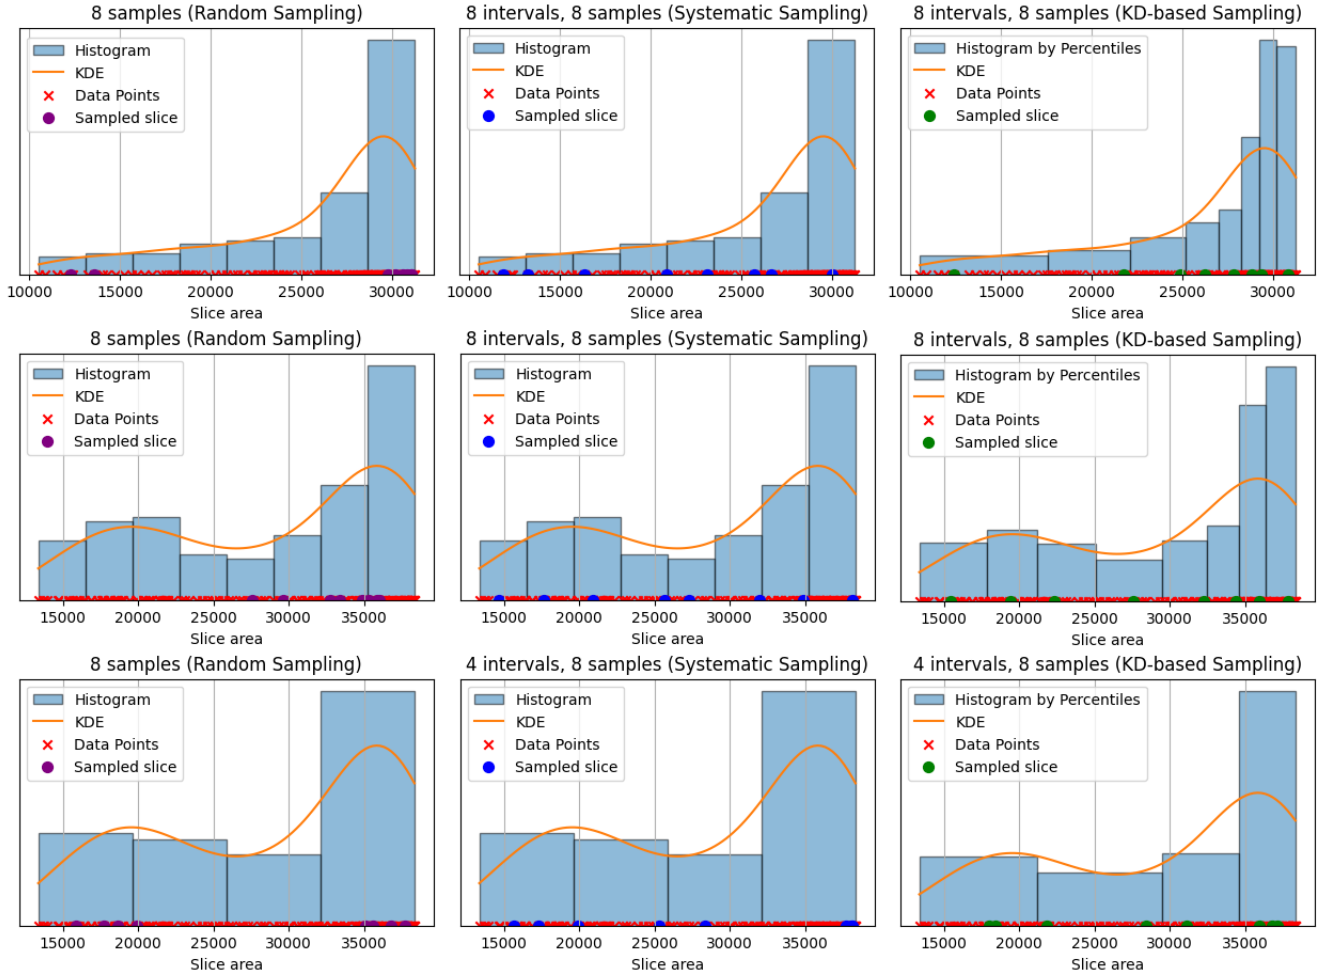 8 samples (Random Sampling)
Histogram
KDE
Data Points
Sampled slice
10000 15000 20000 25000 30000
Slice area
8 intervals, 8 samples (Systematic Sampling)
Histogram
KDE
Data Points
Sampled slice
10000 15000 20000 25000 30000
Slice area
8 intervals, 8 samples (KD-based Sampling)
Histogram by Percentiles
KDE
Data Points
Sampled slice
10000 15000 20000 25000 30000
Slice area
8 samples (Random Sampling)
Histogram
KDE
Data Points
Sampled slice
15000 20000 25000 30000 35000
Slice area
8 intervals, 8 samples (Systematic Sampling)
Histogram
KDE
Data Points
Sampled slice
15000 20000 25000 30000 35000
Slice area
8 intervals, 8 samples (KD-based Sampling)
Histogram by Percentiles
KDE
Data Points
Sampled slice
15000 20000 25000 30000 35000
Slice area
8 samples (Random Sampling)
Histogram
KDE
Data Points
Sampled slice
15000 20000 25000 30000 35000
Slice area
4 intervals, 8 samples (Systematic Sampling)
Histogram
KDE
Data Points
Sampled slice
15000 20000 25000 30000 35000
Slice area
4 intervals, 8 samples (KD-based Sampling)
Histogram by Percentiles
KDE
Data Points
Sampled slice
15000 20000 25000 30000 35000
Slice area